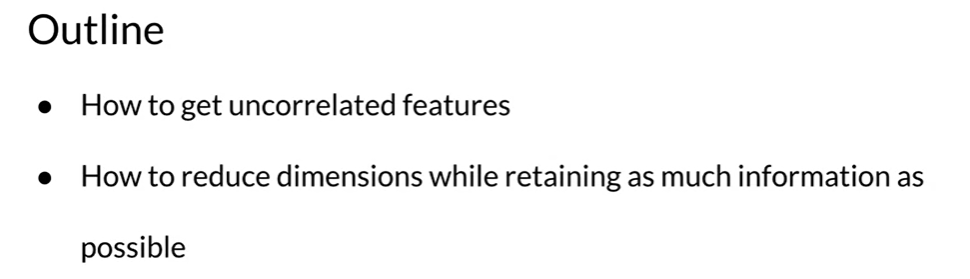 Outline
● How to get uncorrelated features
● How to reduce dimensions while retaining as much information as
possible